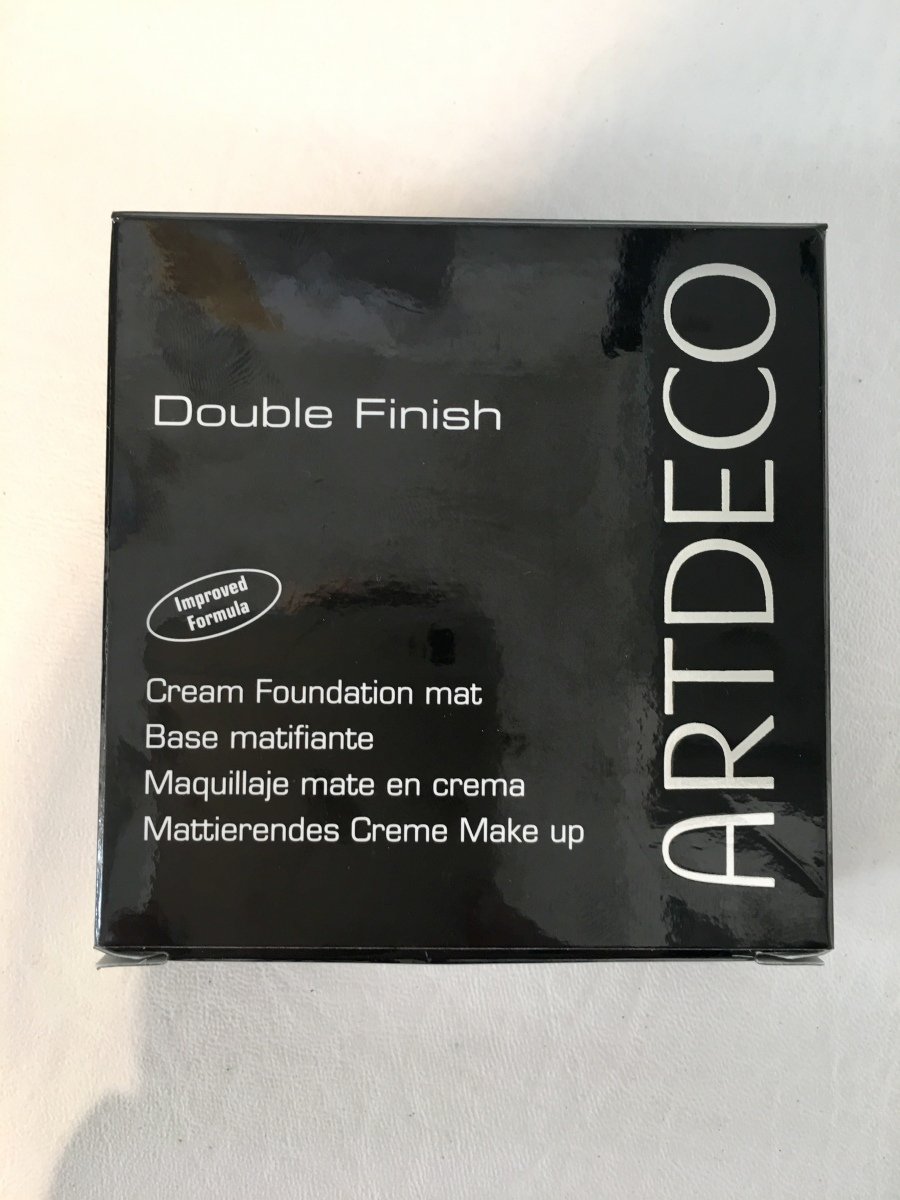 Double Finish
Improved
Formula
Cream Foundation mat
Base matifiante
Maquillaje mate en crema
Mattierendes Creme Make up
ARTDECO